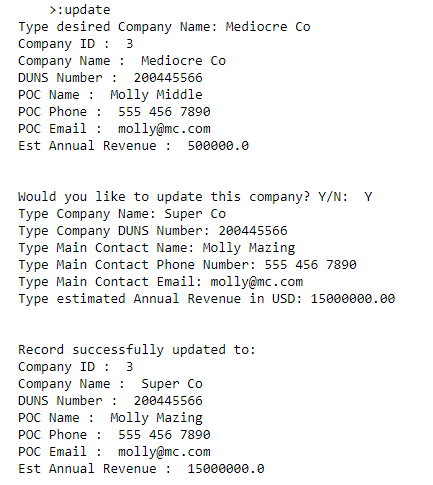 >:update
Type desired Company Name: Mediocre Co
Company ID :  3
Company Name :  Mediocre Co
DUNS Number :  200445566
POC Name :  Molly Middle
POC Phone :  555 456 7890
POC Email :  molly@mc.com
Est Annual Revenue :  500000.0
Would you like to update this company? Y/N:  Y
Type Company Name: Super Co
Type Company DUNS Number: 200445566
Type Main Contact Name: Molly Mazing
Type Main Contact Phone Number: 555 456 7890
Type Main Contact Email: molly@mc.com
Type estimated Annual Revenue in USD: 15000000.00
Record successfully updated to:
Company ID :  3
Company Name :  Super Co
DUNS Number :  200445566
POC Name :  Molly Mazing
POC Phone :  555 456 7890
POC Email :  molly@mc.com
Est Annual Revenue :  15000000.0